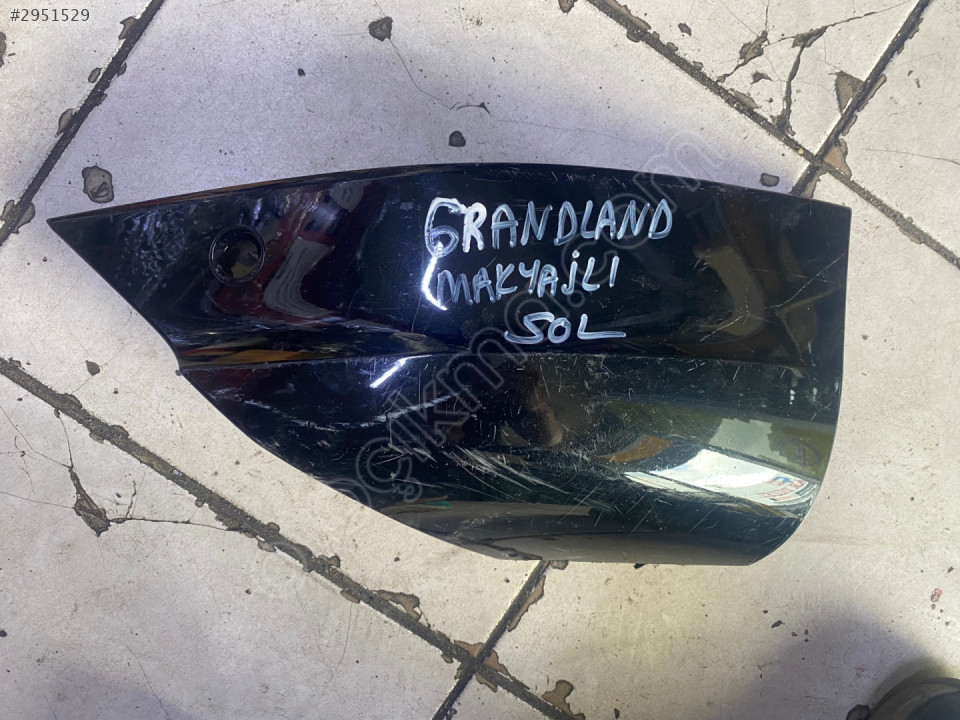 #2951529
GRANDLAND
MAKYAJLI
SOL